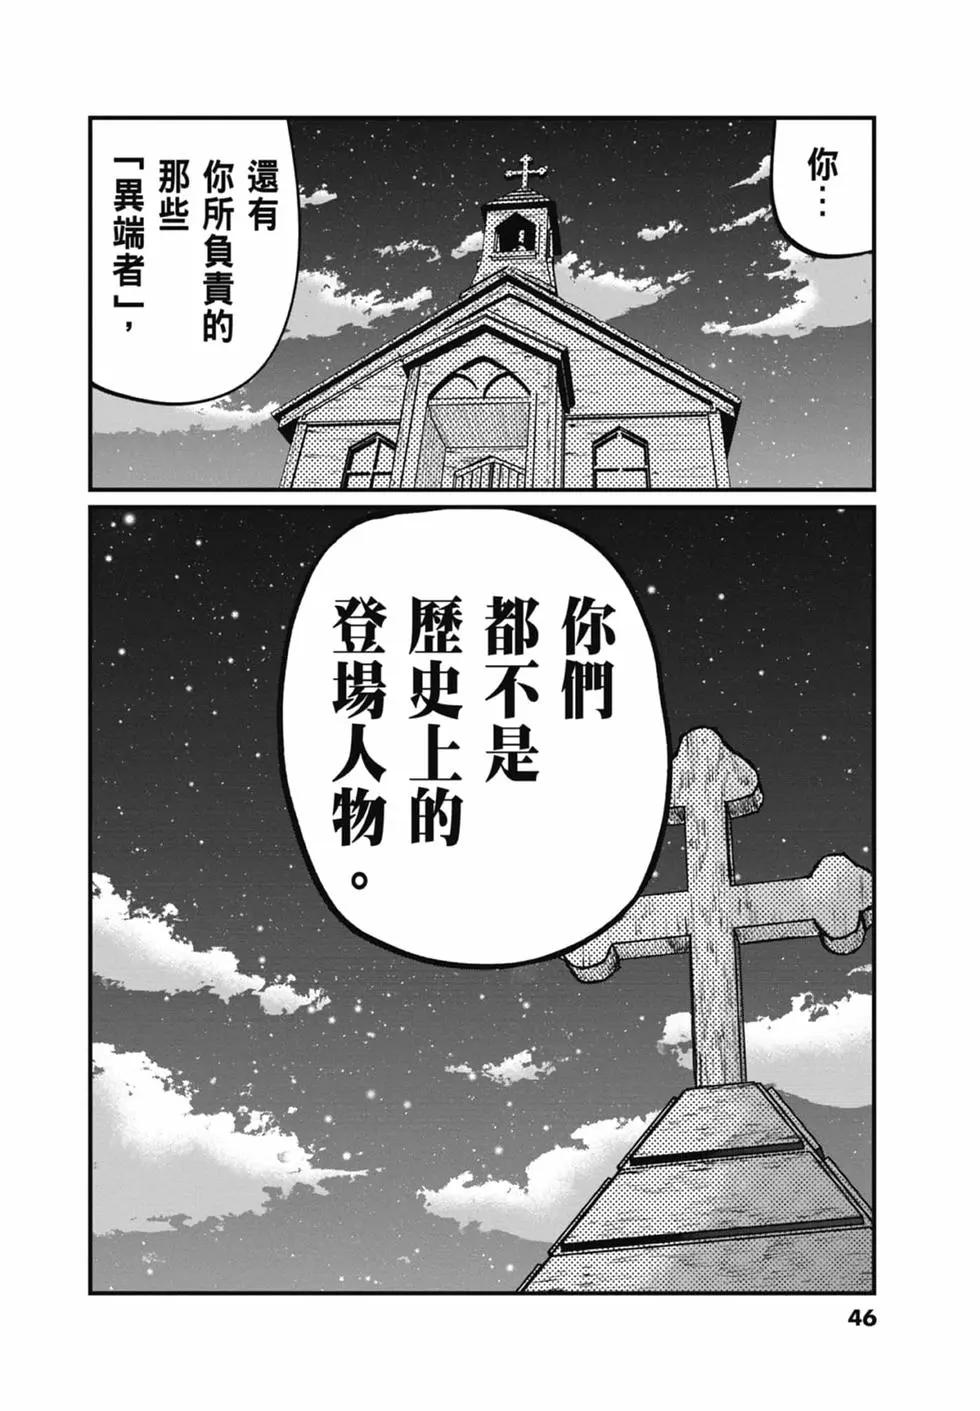 你…
還有
你所負責的
那些
「異端者」，
你們
都不是
歷史上的
登場人物。
46